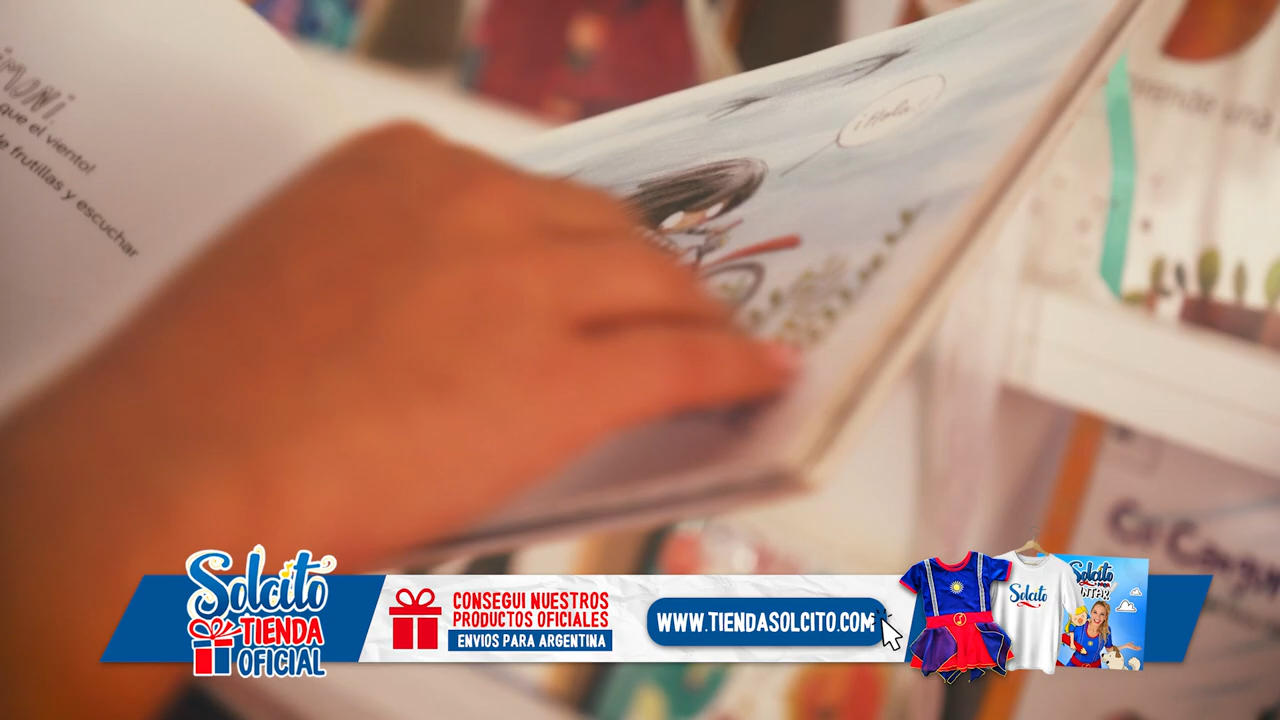 que el viento!
de frutillas y escuchar
¡Hola!
Solcito
TIENDA
OFICIAL
CONSEGUI NUESTROS
PRODUCTOS OFICIALES
ENVIOS PARA ARGENTINA
WWW.TIENDASOLCITO.COM
Solcito
Solcito